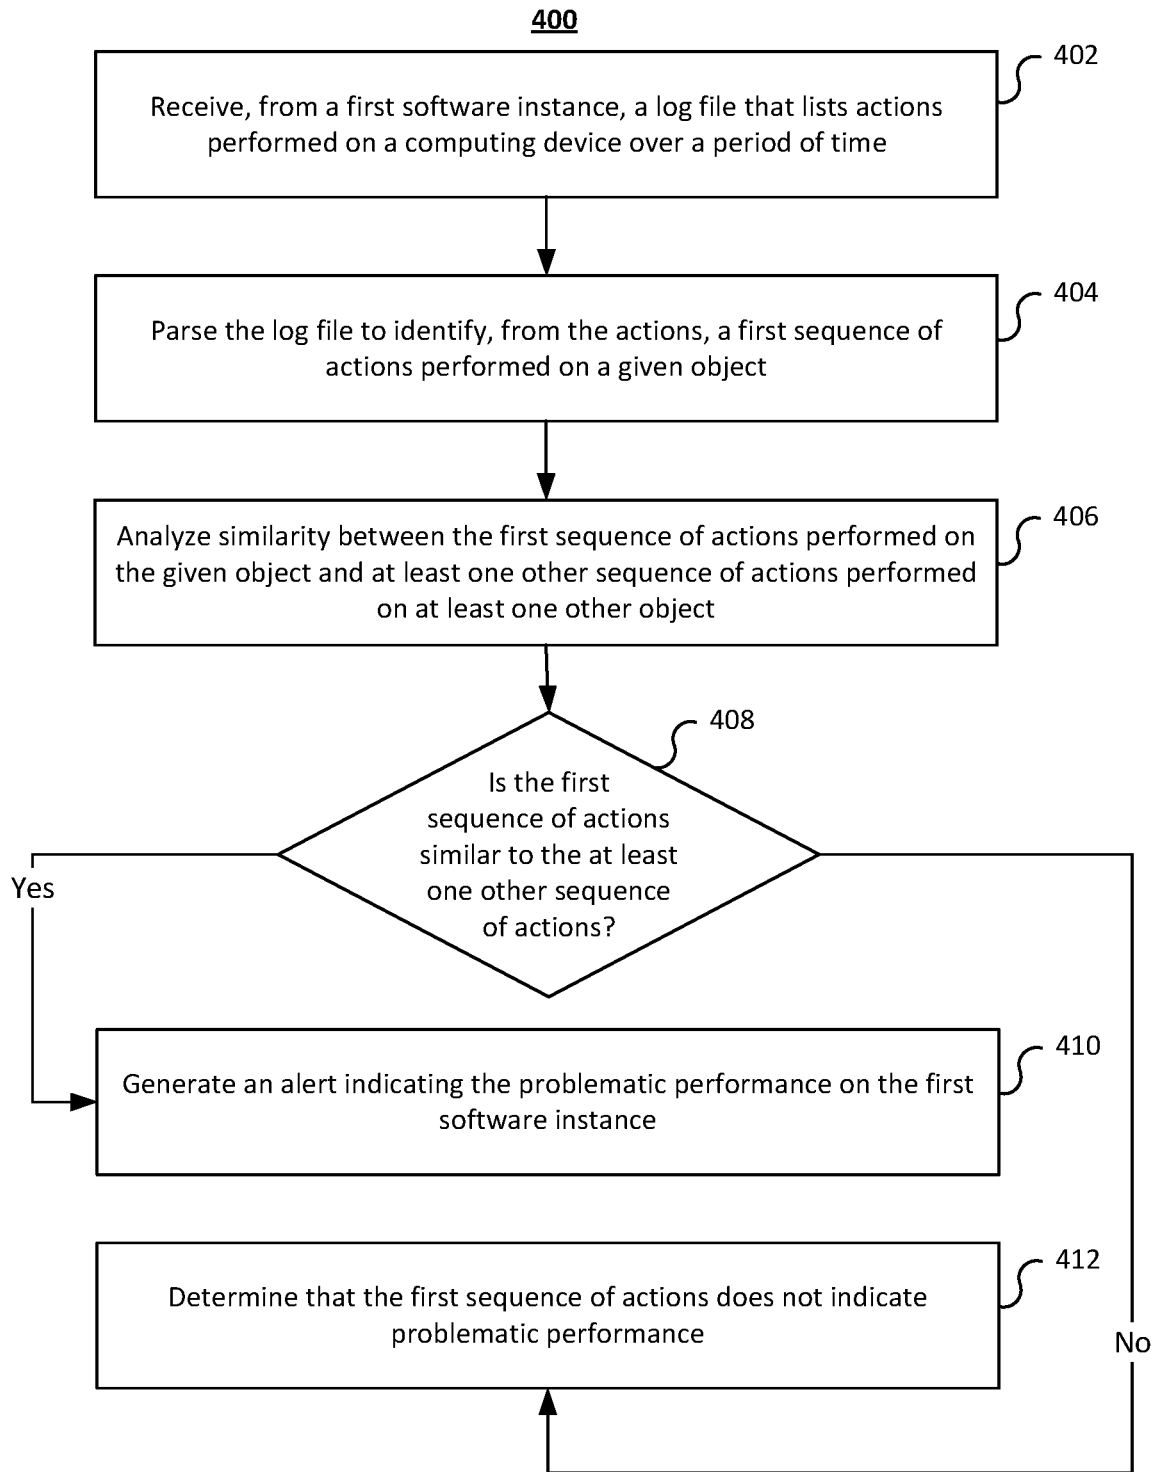 400
402
Receive, from a first software instance, a log file that lists actions
performed on a computing device over a period of time
404
Parse the log file to identify, from the actions, a first sequence of
actions performed on a given object
406
Analyze similarity between the first sequence of actions performed on
the given object and at least one other sequence of actions performed
on at least one other object
408
Is the first
sequence of actions
similar to the at least
one other sequence
of actions?
Yes
410
Generate an alert indicating the problematic performance on the first
software instance
412
Determine that the first sequence of actions does not indicate
problematic performance
No